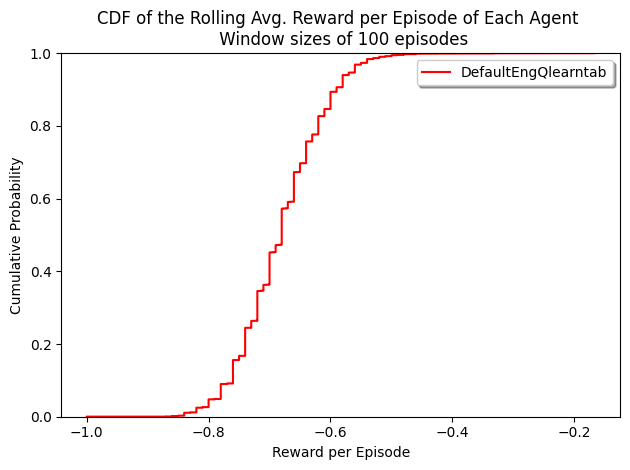 CDF of the Rolling Avg. Reward per Episode of Each Agent
Window sizes of 100 episodes
DefaultEngQlearntab
Cumulative Probability
1.0
0.8
0.6
0.4
0.2
0.0
−1.0 −0.8 −0.6 −0.4 −0.2
Reward per Episode